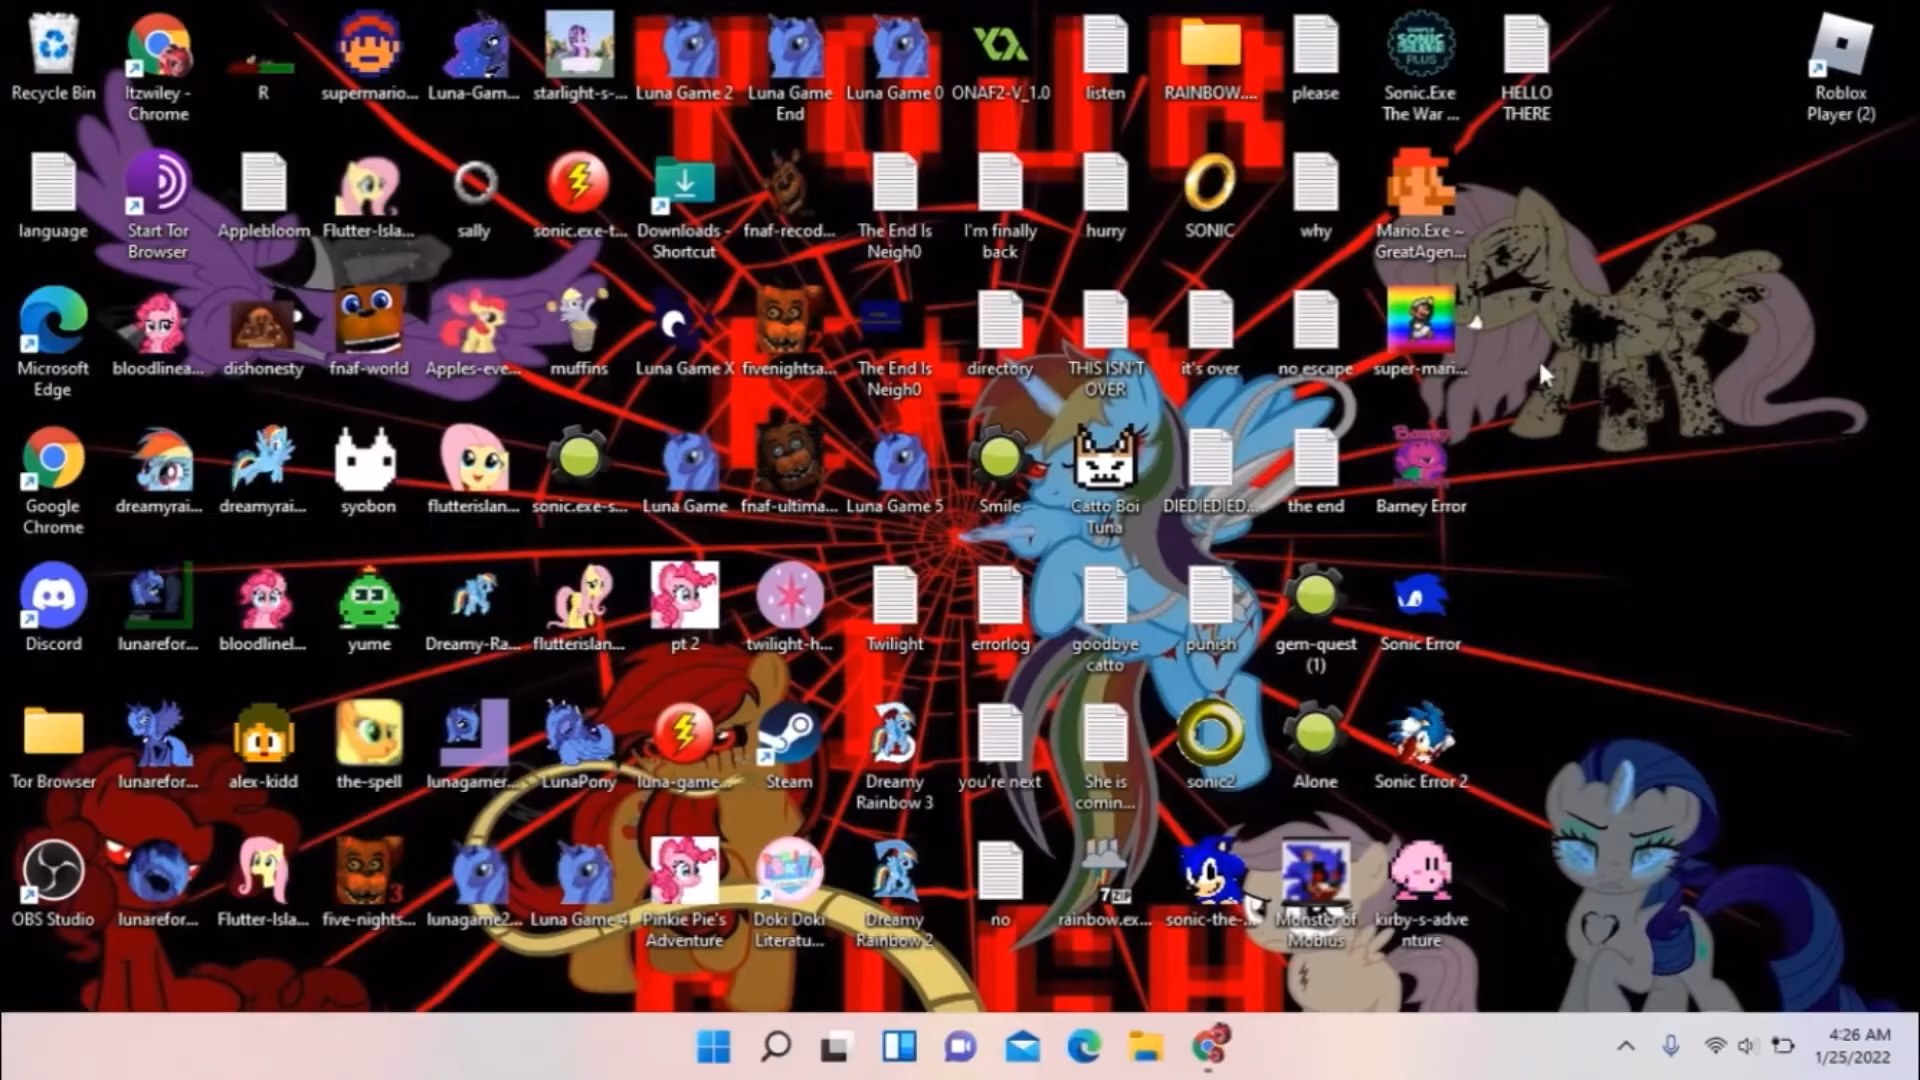 YOUR
Recycle Bin
Itzwiley -
Chrome
R
supermario...
Luna-Gam...
starlight-s-...
Luna Game 2
Luna Game
End
Luna Game 0
ONAF2-V_1.0
listen
RAINBOW....
please
SONIC
PLUS
Sonic.Exe
The War ...
HELLO
THERE
Roblox
Player (2)
language
Start Tor
Browser
Applebloom
Flutter-Isla...
sally
sonic.exe-t...
Downloads -
Shortcut
fnaf-recod...
The End Is
Neigh0
I'm finally
back
hurry
SONIC
why
Mario.Exe ~
GreatAgen...
Microsoft
Edge
bloodlinea...
dishonesty
fnaf-world
Apples-eve...
muffins
Luna Game X
fivenightsa...
The End Is
Neigh0
directory
THIS ISN'T
OVER
it's over
no escape
super-mari...
Google
Chrome
dreamyrai...
dreamyrai...
syobon
flutterislan...
sonic.exe-s...
Luna Game
fnaf-ultima...
Luna Game 5
Smile
Catto Boi
Tuna
DIEDIEDIED...
the end
Barney
Barney Error
Discord
lunarefor...
bloodlinel...
yume
Dreamy-Ra...
flutterislan...
pt 2
twilight-h...
Twilight
errorlog
goodbye
catto
punish
gem-quest
(1)
Sonic Error
Tor Browser
lunarefor...
alex-kidd
the-spell
lunagamer...
LunaPony
luna-game...
Steam
Dreamy
Rainbow 3
you're next
She is
comin...
sonic2
Alone
Sonic Error 2
3
7ZIP
OBS Studio
lunarefor...
Flutter-Isla...
five-nights...
lunagame2...
Luna Game 4
Pinkie Pie's
Adventure
Doki Doki
Literatu...
Dreamy
Rainbow 2
no
rainbow.ex...
sonic-the-...
Monster of
Mobius
kirby-s-adve
nture
4:26 AM
1/25/2022